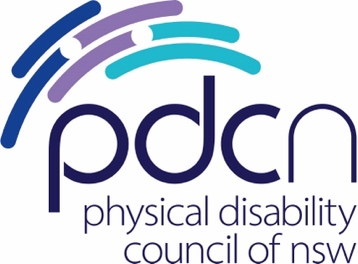 pdcn
physical disability
council of nsw